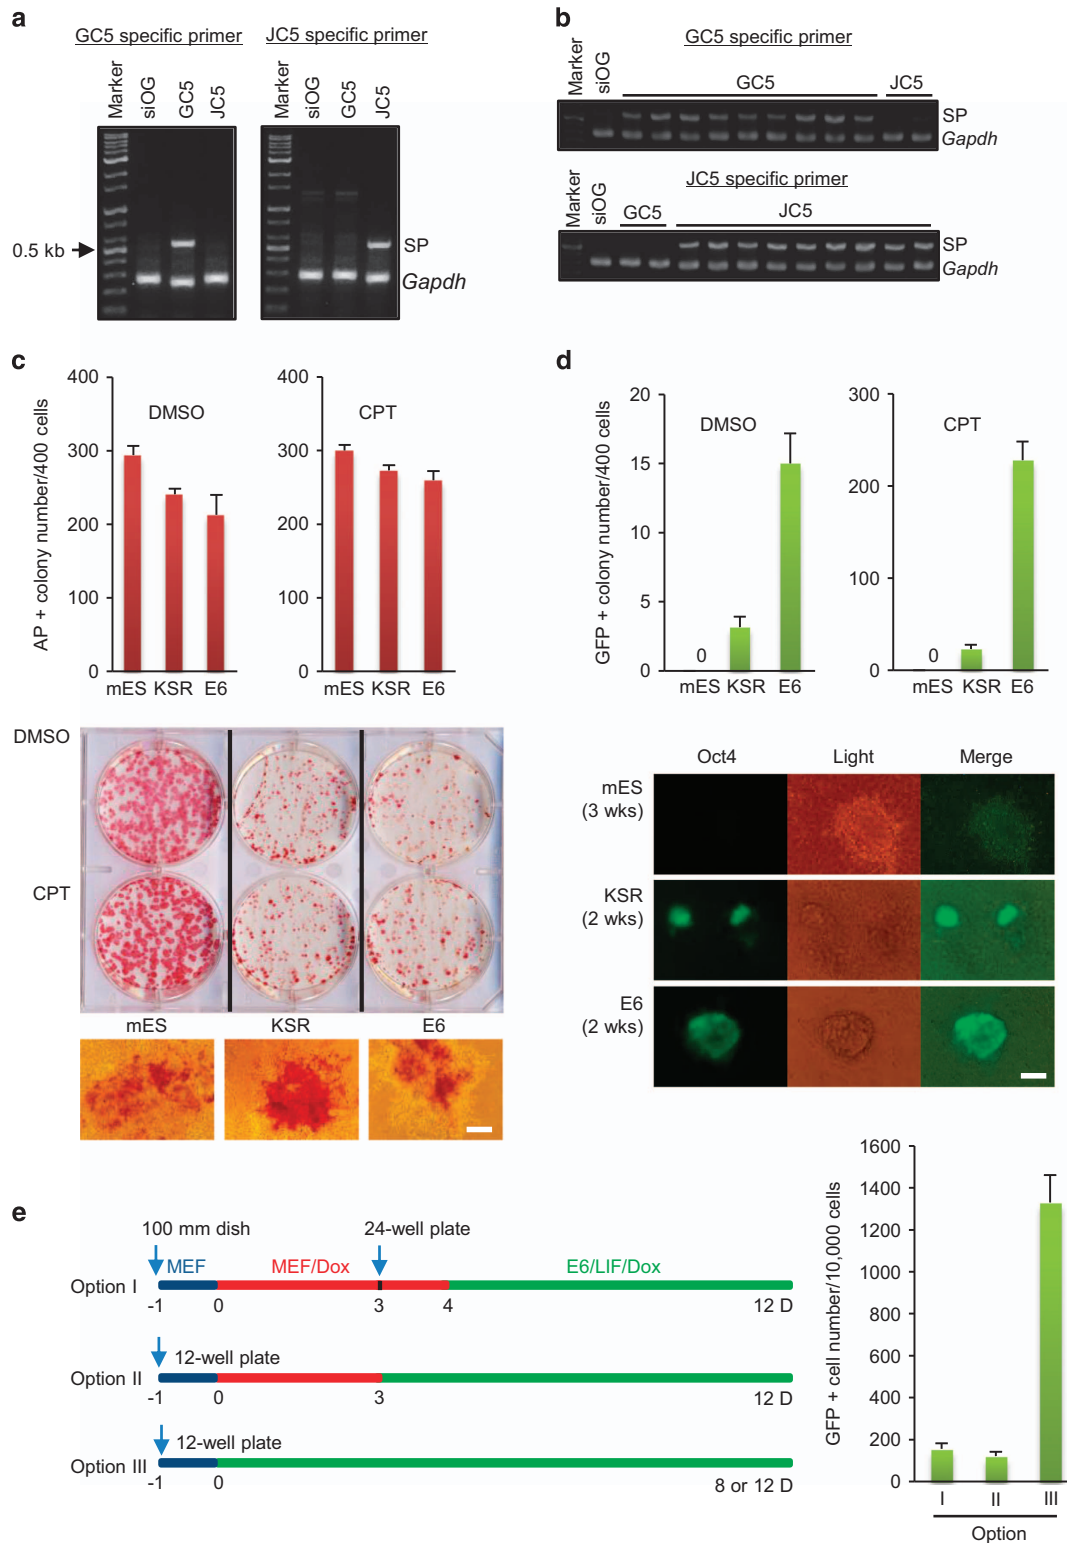 a
GC5 specific primer
JC5 specific primer
Marker
siOG
GC5
JC5
Marker
siOG
GC5
JC5
0.5 kb
SP
Gapdh
b
GC5 specific primer
Marker
siOG
GC5
JC5
SP
Gapdh
JC5 specific primer
Marker
siOG
GC5
JC5
SP
Gapdh
c
AP + colony number/400 cells
400
300
200
100
0
DMSO
mES KSR E6
400
300
200
100
0
CPT
mES KSR E6
DMSO
CPT
mES KSR E6
d
GFP + colony number/400 cells
20
15
10
5
0
DMSO
0
mES KSR E6
300
200
100
0
CPT
0
mES KSR E6
Oct4 Light Merge
mES
(3 wks)
KSR
(2 wks)
E6
(2 wks)
e
100 mm dish
24-well plate
MEF
MEF/Dox
E6/LIF/Dox
Option I
-1 0 3 4 12 D
12-well plate
Option II
-1 0 3 12 D
12-well plate
Option III
-1 0 8 or 12 D
GFP + cell number/10,000 cells
1600
1400
1200
1000
800
600
400
200
0
I II III
Option